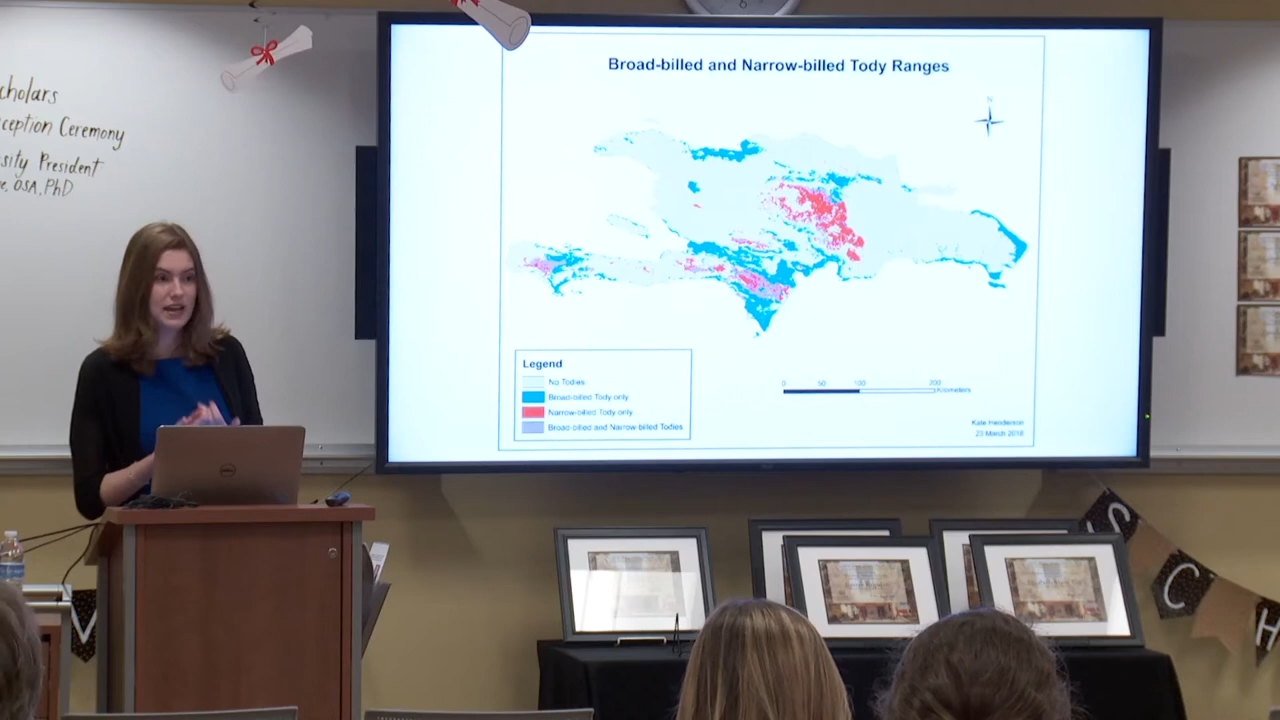 cholars
ception Ceremony
sity President
e, OSA, PhD
6
Broad-billed and Narrow-billed Tody Ranges
N
Legend
No Todies
Broad-billed Tody only
Narrow-billed Tody only
Broad-billed and Narrow-billed Todies
0 50 100 200
Kilometers
Kate Henderson
23 March 2018
DELL
V
S
C
H